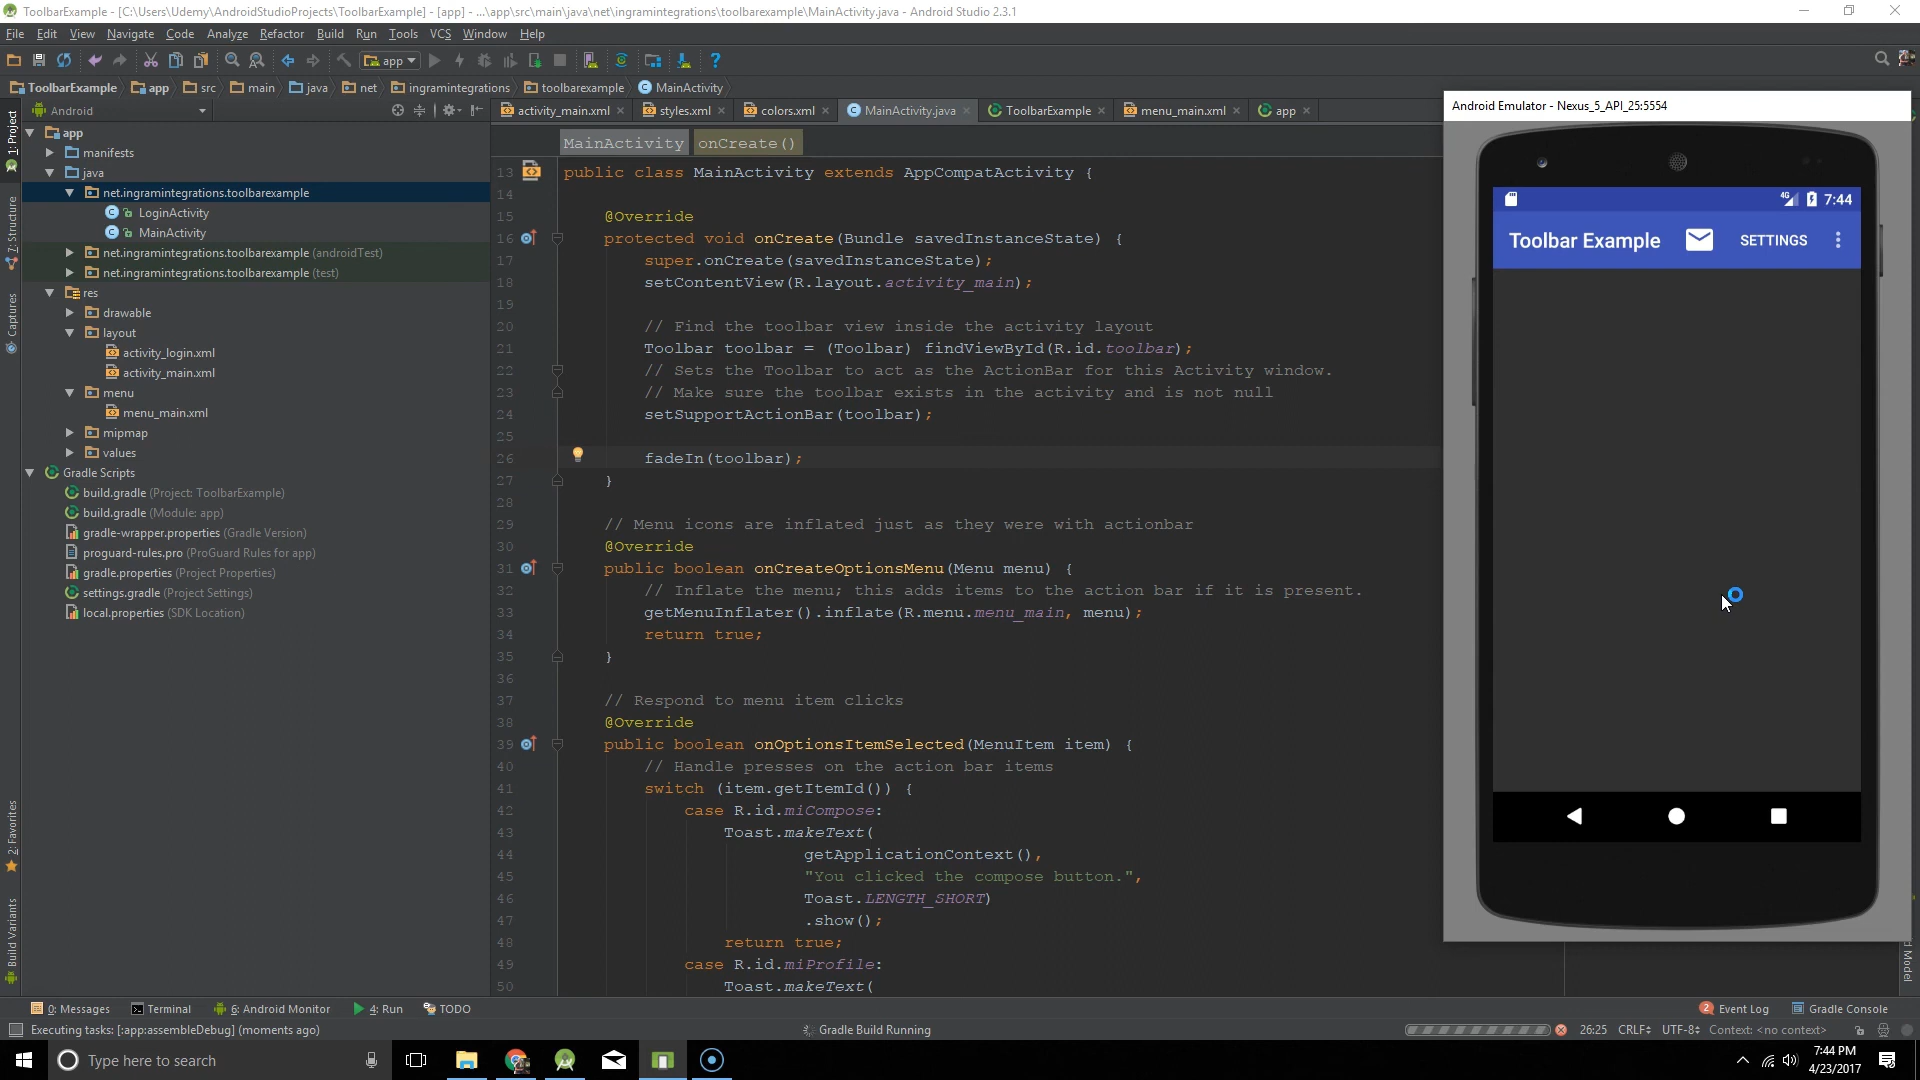 ToolbarExample - [C:\Users\Udemy\AndroidStudioProjects\ToolbarExample] - [app] - ...\app\src\main\java\net\ingramintegrations\toolbarexample\MainActivity.java - Android Studio 2.3.1
File Edit View Navigate Code Analyze Refactor Build Run Tools VCS Window Help
app
ToolbarExample app src main java net ingramintegrations toolbarexample MainActivity
Android
activity_main.xml styles.xml colors.xml MainActivity.java ToolbarExample menu_main.xml app
1: Project
7: Structure
Captures
2: Favorites
Build Variants
app
manifests
java
net.ingramintegrations.toolbarexample
LoginActivity
MainActivity
net.ingramintegrations.toolbarexample (androidTest)
net.ingramintegrations.toolbarexample (test)
res
drawable
layout
activity_login.xml
activity_main.xml
menu
menu_main.xml
mipmap
values
Gradle Scripts
build.gradle (Project: ToolbarExample)
build.gradle (Module: app)
gradle-wrapper.properties (Gradle Version)
proguard-rules.pro (ProGuard Rules for app)
gradle.properties (Project Properties)
settings.gradle (Project Settings)
local.properties (SDK Location)
MainActivity onCreate()
13 public class MainActivity extends AppCompatActivity {
14
15 @Override
16 protected void onCreate(Bundle savedInstanceState) {
17 super.onCreate(savedInstanceState);
18 setContentView(R.layout.activity_main);
19
20 // Find the toolbar view inside the activity layout
21 Toolbar toolbar = (Toolbar) findViewById(R.id.toolbar);
22 // Sets the Toolbar to act as the ActionBar for this Activity window.
23 // Make sure the toolbar exists in the activity and is not null
24 setSupportActionBar(toolbar);
25
26 fadeIn(toolbar);
27 }
28
29 // Menu icons are inflated just as they were with actionbar
30 @Override
31 public boolean onCreateOptionsMenu(Menu menu) {
32 // Inflate the menu; this adds items to the action bar if it is present.
33 getMenuInflater().inflate(R.menu.menu_main, menu);
34 return true;
35 }
36
37 // Respond to menu item clicks
38 @Override
39 public boolean onOptionsItemSelected(MenuItem item) {
40 // Handle presses on the action bar items
41 switch (item.getItemId()) {
42 case R.id.miCompose:
43 Toast.makeText(
44 getApplicationContext(),
45 "You clicked the compose button.",
46 Toast.LENGTH_SHORT)
47 .show();
48 return true;
49 case R.id.miProfile:
50 Toast.makeText(
Android Emulator - Nexus_5_API_25:5554
4G 7:44
Toolbar Example SETTINGS
0: Messages Terminal 6: Android Monitor 4: Run TODO
2 Event Log Gradle Console
Executing tasks: [:app:assembleDebug] (moments ago) Gradle Build Running 26:25 CRLF UTF-8 Context: <no context>
Type here to search
7:44 PM
4/23/2017